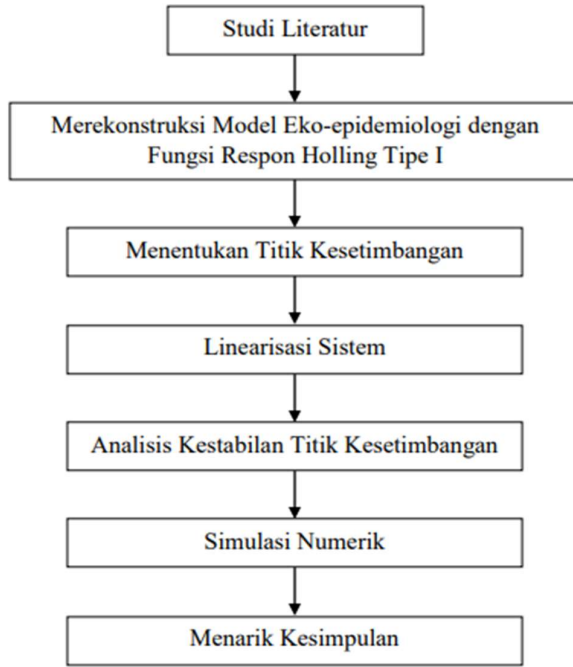 Studi Literatur
Merekonstruksi Model Eko-epidemiologi dengan
Fungsi Respon Holling Tipe I
Menentukan Titik Kesetimbangan
Linearisasi Sistem
Analisis Kestabilan Titik Kesetimbangan
Simulasi Numerik
Menarik Kesimpulan